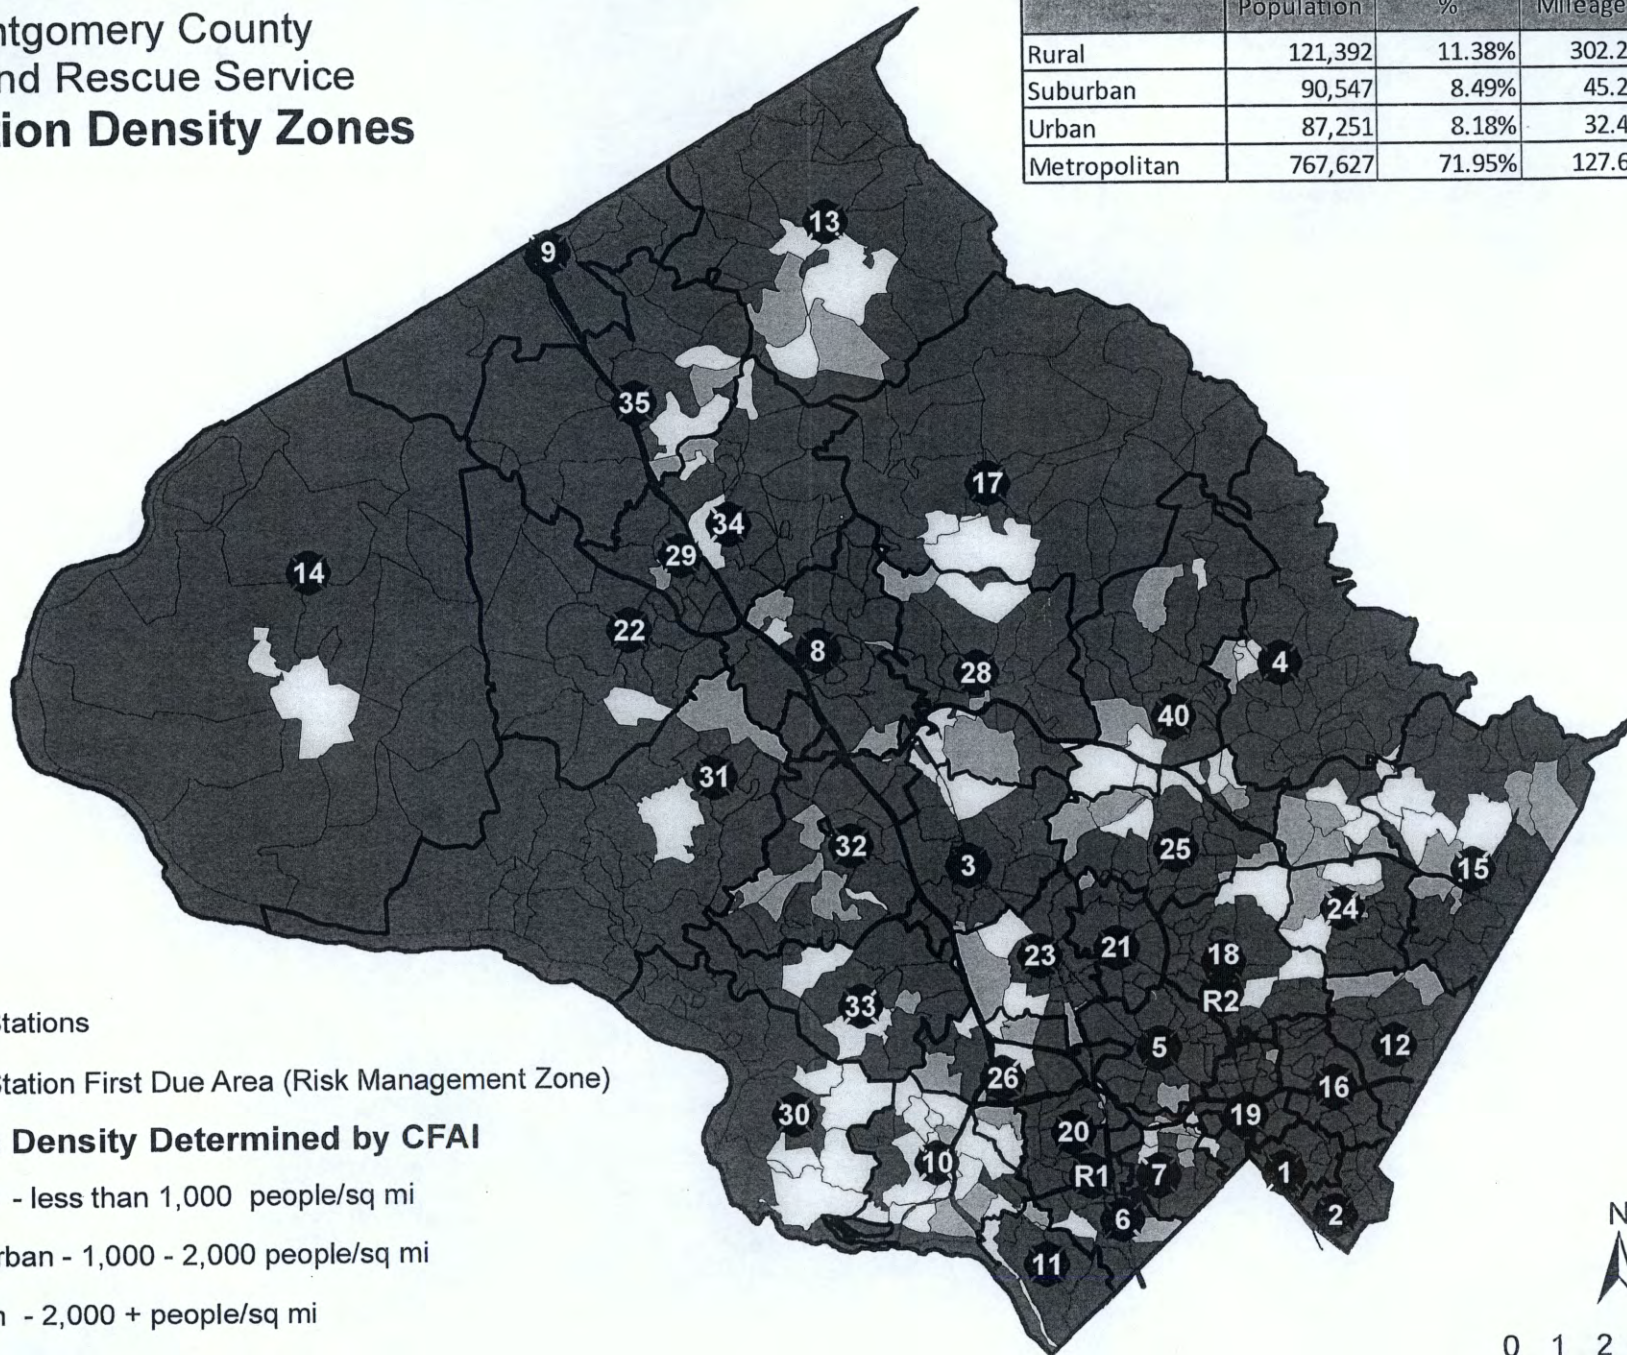 ntgomery County
nd Rescue Service
tion Density Zones
Population % Mileage
Rural 121,392 11.38% 302.2
Suburban 90,547 8.49% 45.2
Urban 87,251 8.18% 32.4
Metropolitan 767,627 71.95% 127.6
13
9
35
17
34
29
14
22
8
28
4
40
31
32
3
25
15
24
23
21
18
33
R2
5
12
26
16
30
19
20
10
R1
7
1
6
2
11
Stations
Station First Due Area (Risk Management Zone)
Density Determined by CFAI
- less than 1,000 people/sq mi
rban - 1,000 - 2,000 people/sq mi
n - 2,000 + people/sq mi
N
0 1 2